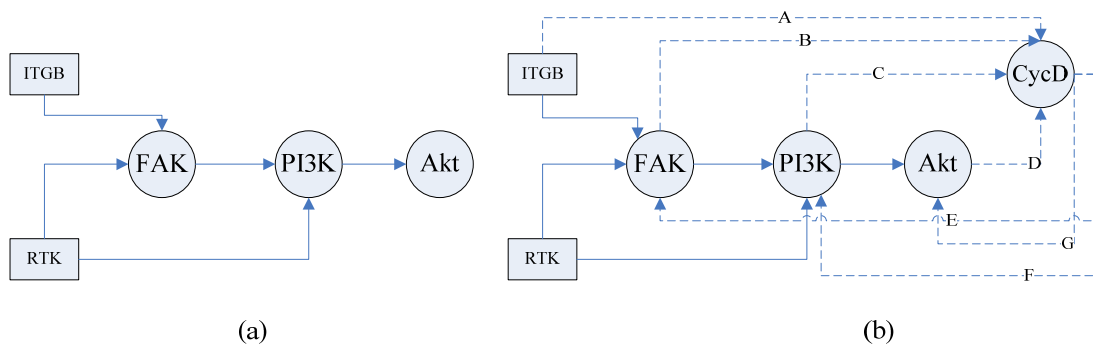 ITGB
FAK
PI3K
Akt
RTK
(a)
A
B
ITGB
C
CycD
FAK
PI3K
Akt
D
E
G
RTK
F
(b)